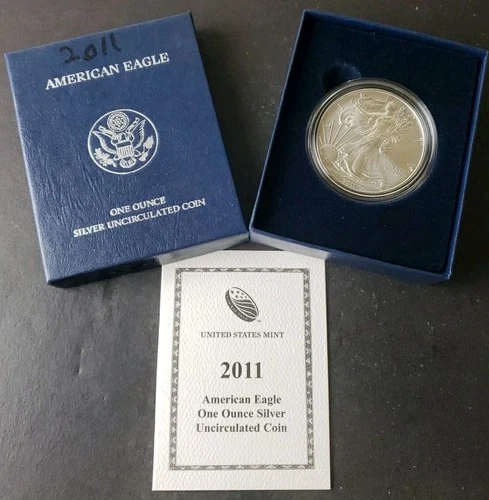 2011
AMERICAN EAGLE
ONE OUNCE
SILVER UNCIRCULATED COIN
UNITED STATES MINT
2011
American Eagle
One Ounce Silver
Uncirculated Coin